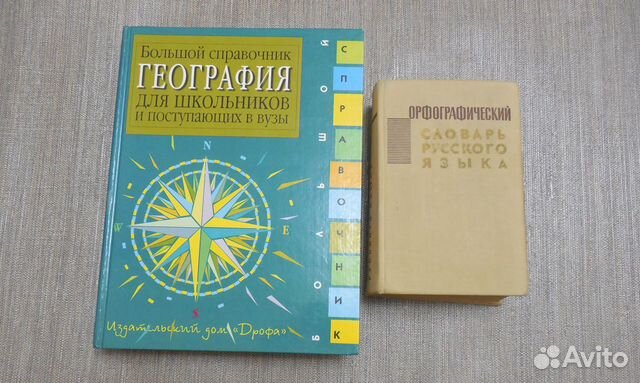 Большой справочник
ГЕОГРАФИЯ
ДЛЯ ШКОЛЬНИКОВ
И ПОСТУПАЮЩИХ В ВУЗЫ
БОЛЬШОЙ
СПРАВОЧНИК
N
W
E
S
Издательский дом «Дрофа»
ОРФОГРАФИЧЕСКИЙ
СЛОВАРЬ
РУССКОГО
ЯЗЫКА
Avito